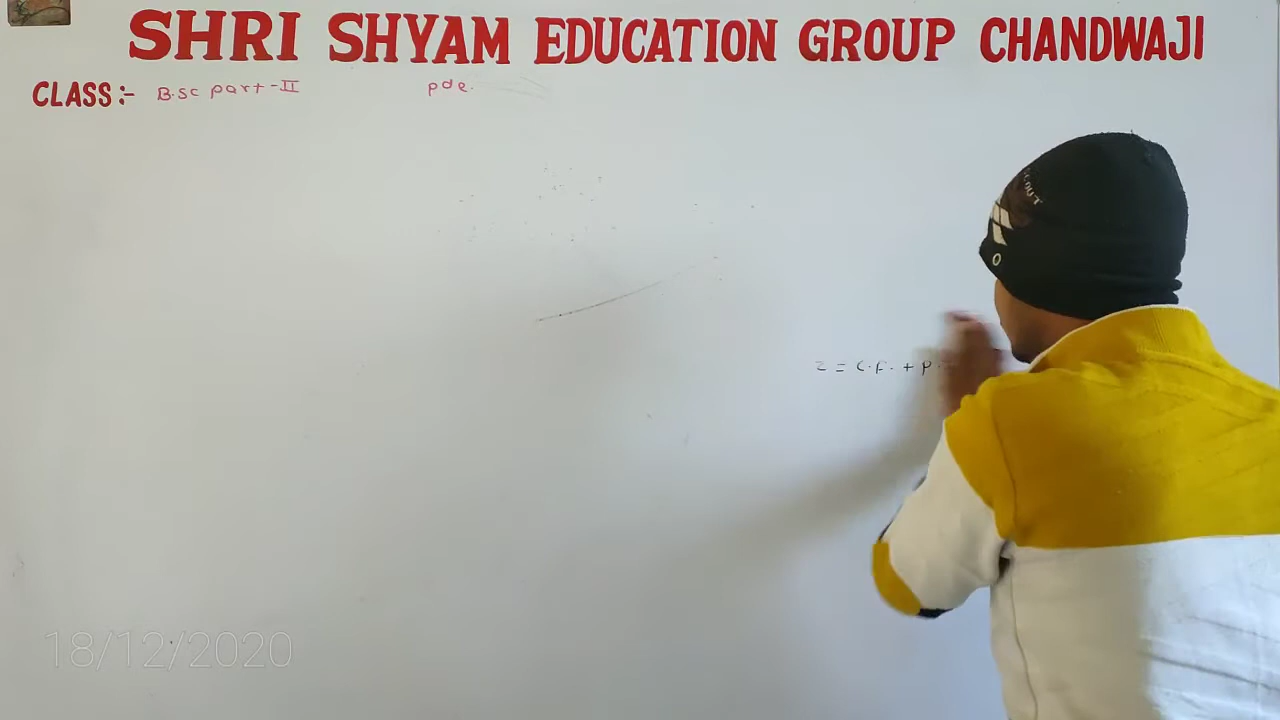 SHRI SHYAM EDUCATION GROUP CHANDWAJI
CLASS:- B.sc part-II pde.
z = C.F. + P.
18/12/2020